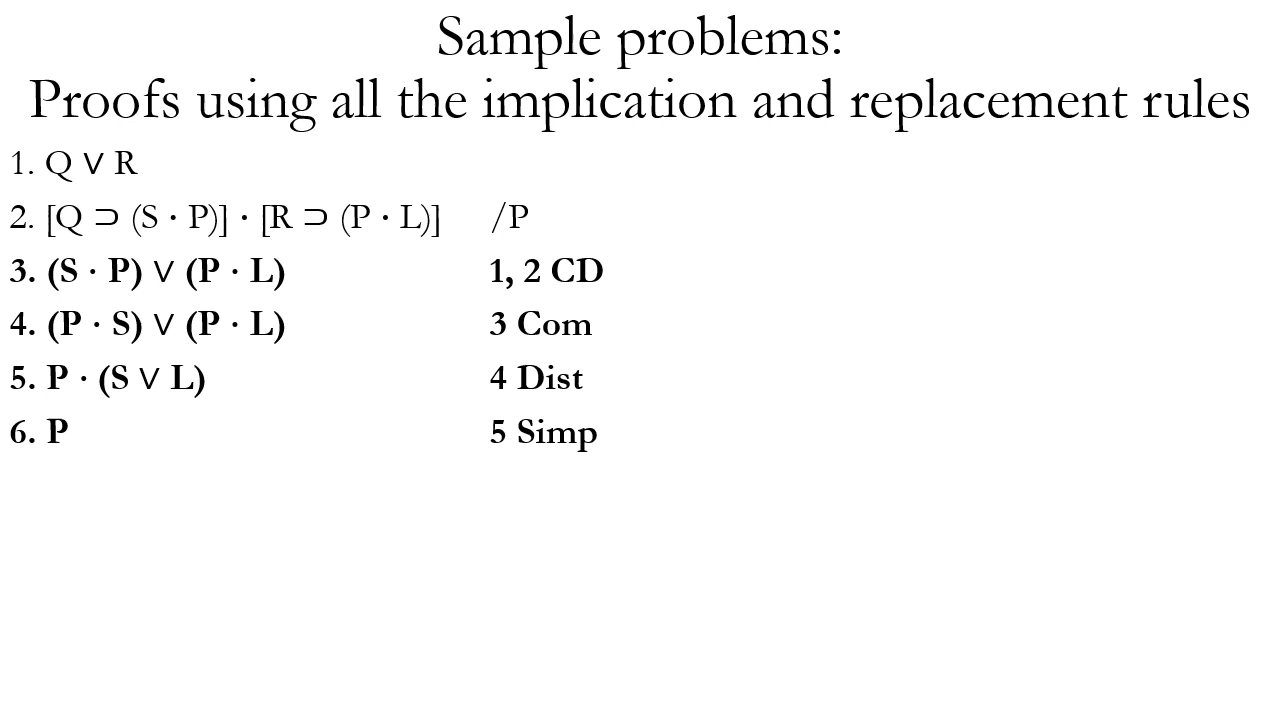 Sample problems:
Proofs using all the implication and replacement rules
1. Q ∨ R
2. [Q ⊃ (S · P)] · [R ⊃ (P · L)] /P
3. (S · P) ∨ (P · L) 1, 2 CD
4. (P · S) ∨ (P · L) 3 Com
5. P · (S ∨ L) 4 Dist
6. P 5 Simp